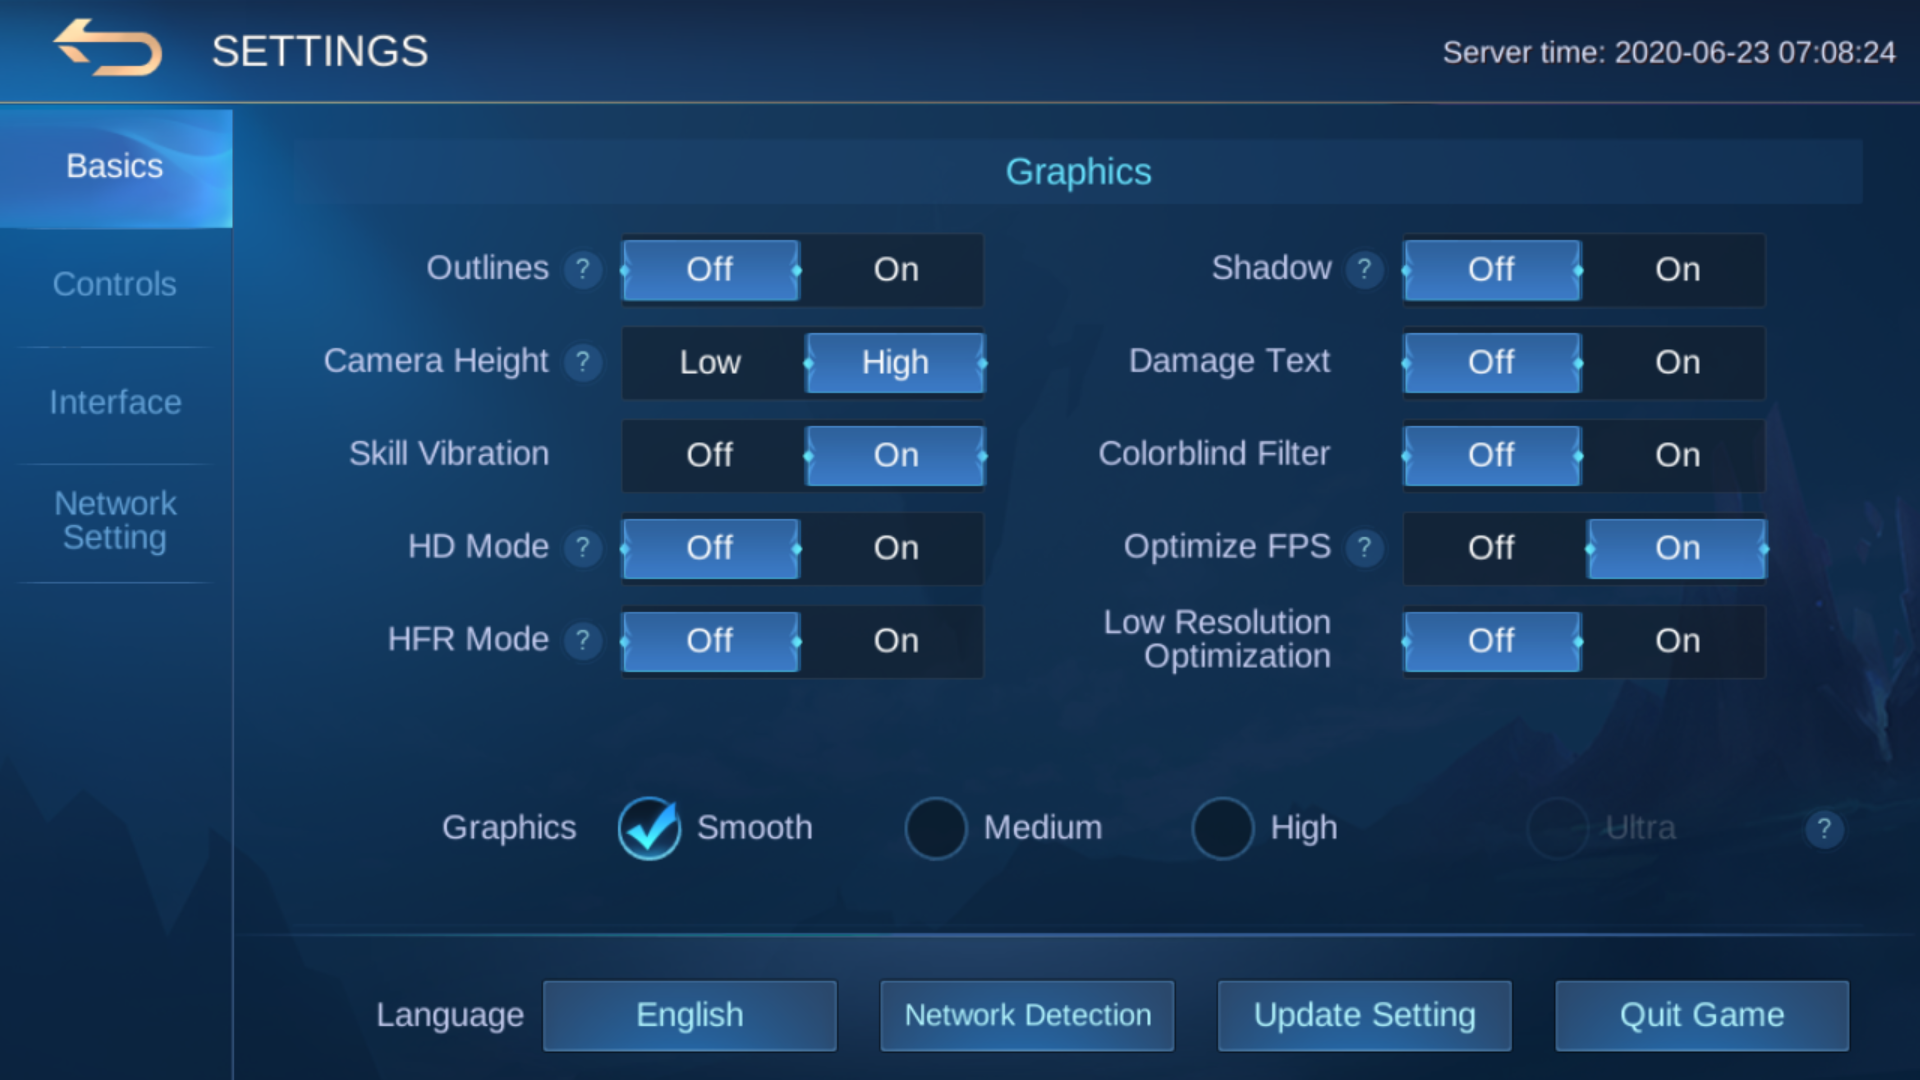 SETTINGS
Server time: 2020-06-23 07:08:24
Basics
Controls
Interface
Network
Setting
Graphics
Outlines ? Off On
Shadow ? Off On
Camera Height ? Low High
Damage Text Off On
Skill Vibration Off On
Colorblind Filter Off On
HD Mode ? Off On
Optimize FPS ? Off On
HFR Mode ? Off On
Low Resolution
Optimization Off On
Graphics Smooth Medium High Ultra ?
Language English Network Detection Update Setting Quit Game